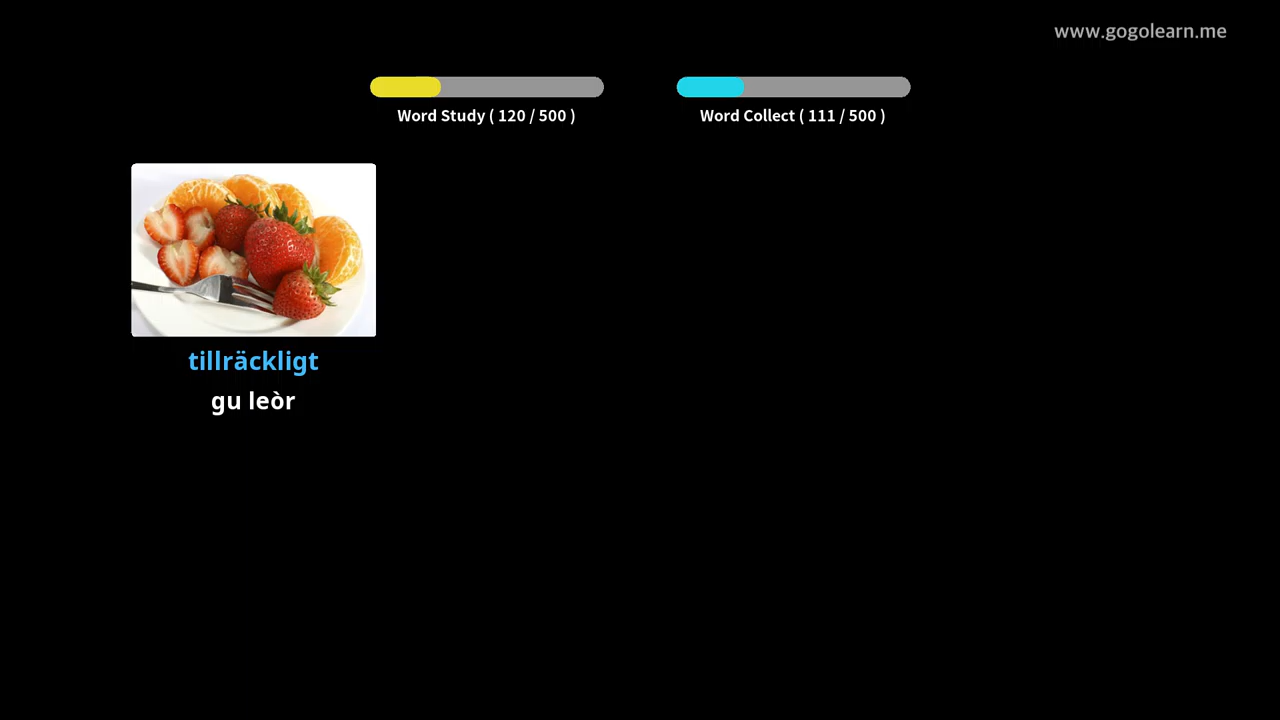 www.gogolearn.me
Word Study ( 120 / 500 )
Word Collect ( 111 / 500 )
tillräckligt
gu leòr